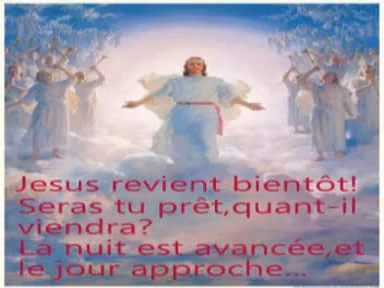 Jesus revient bientôt!
Seras tu prêt,quant-il
viendra?
La nuit est avancée,et
le jour approche...